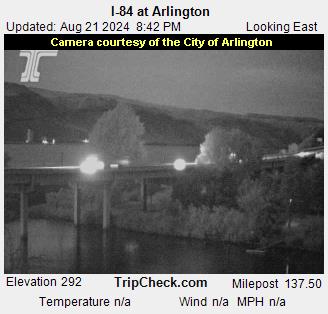 I-84 at Arlington
Updated: Aug 21 2024 8:42 PM Looking East
Camera courtesy of the City of Arlington
Elevation 292 TripCheck.com Milepost 137.50
Temperature n/a Wind n/a MPH n/a